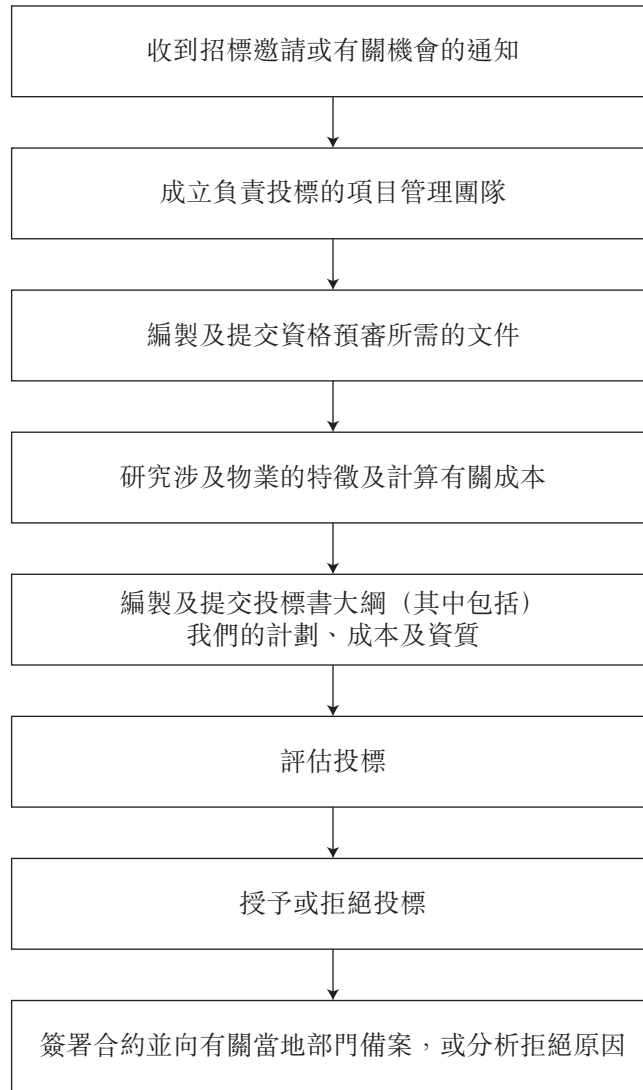 收到招標邀請或有關機會的通知
成立負責投標的項目管理團隊
編製及提交資格預審所需的文件
研究涉及物業的特徵及計算有關成本
編製及提交投標書大綱（其中包括）
我們的計劃、成本及資質
評估投標
授予或拒絕投標
簽署合約並向有關當地部門備案，或分析拒絕原因